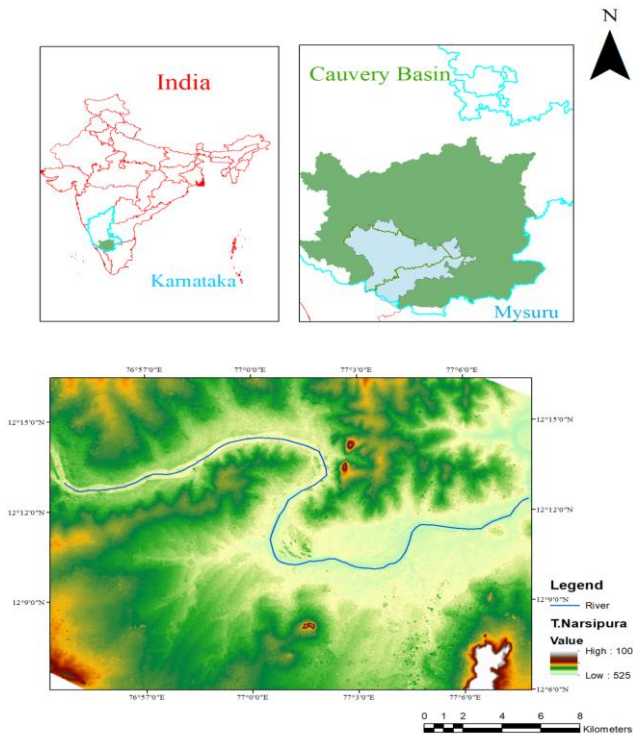 N
India
Karnataka
Cauvery Basin
Mysuru
76°57'0"E 77°0'0"E 77°3'0"E 77°6'0"E
12°15'0"N 12°15'0"N
12°12'0"N 12°12'0"N
12°9'0"N 12°9'0"N
12°6'0"N
76°57'0"E 77°0'0"E 77°3'0"E 77°6'0"E
Legend
River
T.Narsipura
Value
High : 100
Low : 525
0 1 2 4 6 8
Kilometers